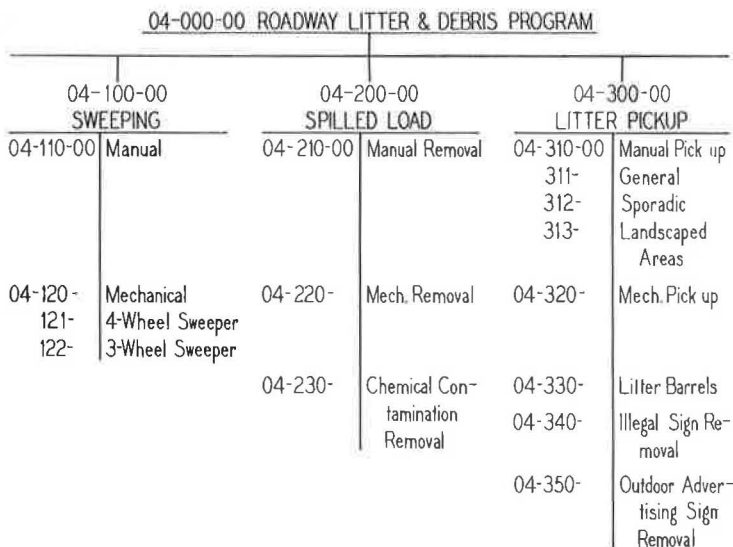 04-000-00 ROADWAY LITTER & DEBRIS PROGRAM
04-100-00
SWEEPING
04-110-00 Manual
04-120- Mechanical
121- 4-Wheel Sweeper
122- 3-Wheel Sweeper
04-200-00
SPILLED LOAD
04-210-00 Manual Removal
04-220- Mech. Removal
04-230- Chemical Con-
tamination
Removal
04-300-00
LITTER PICKUP
04-310-00 Manual Pick up
311- General
312- Sporadic
313- Landscaped
Areas
04-320- Mech. Pick up
04-330- Litter Barrels
04-340- Illegal Sign Re-
moval
04-350- Outdoor Adver-
tising Sign
Removal